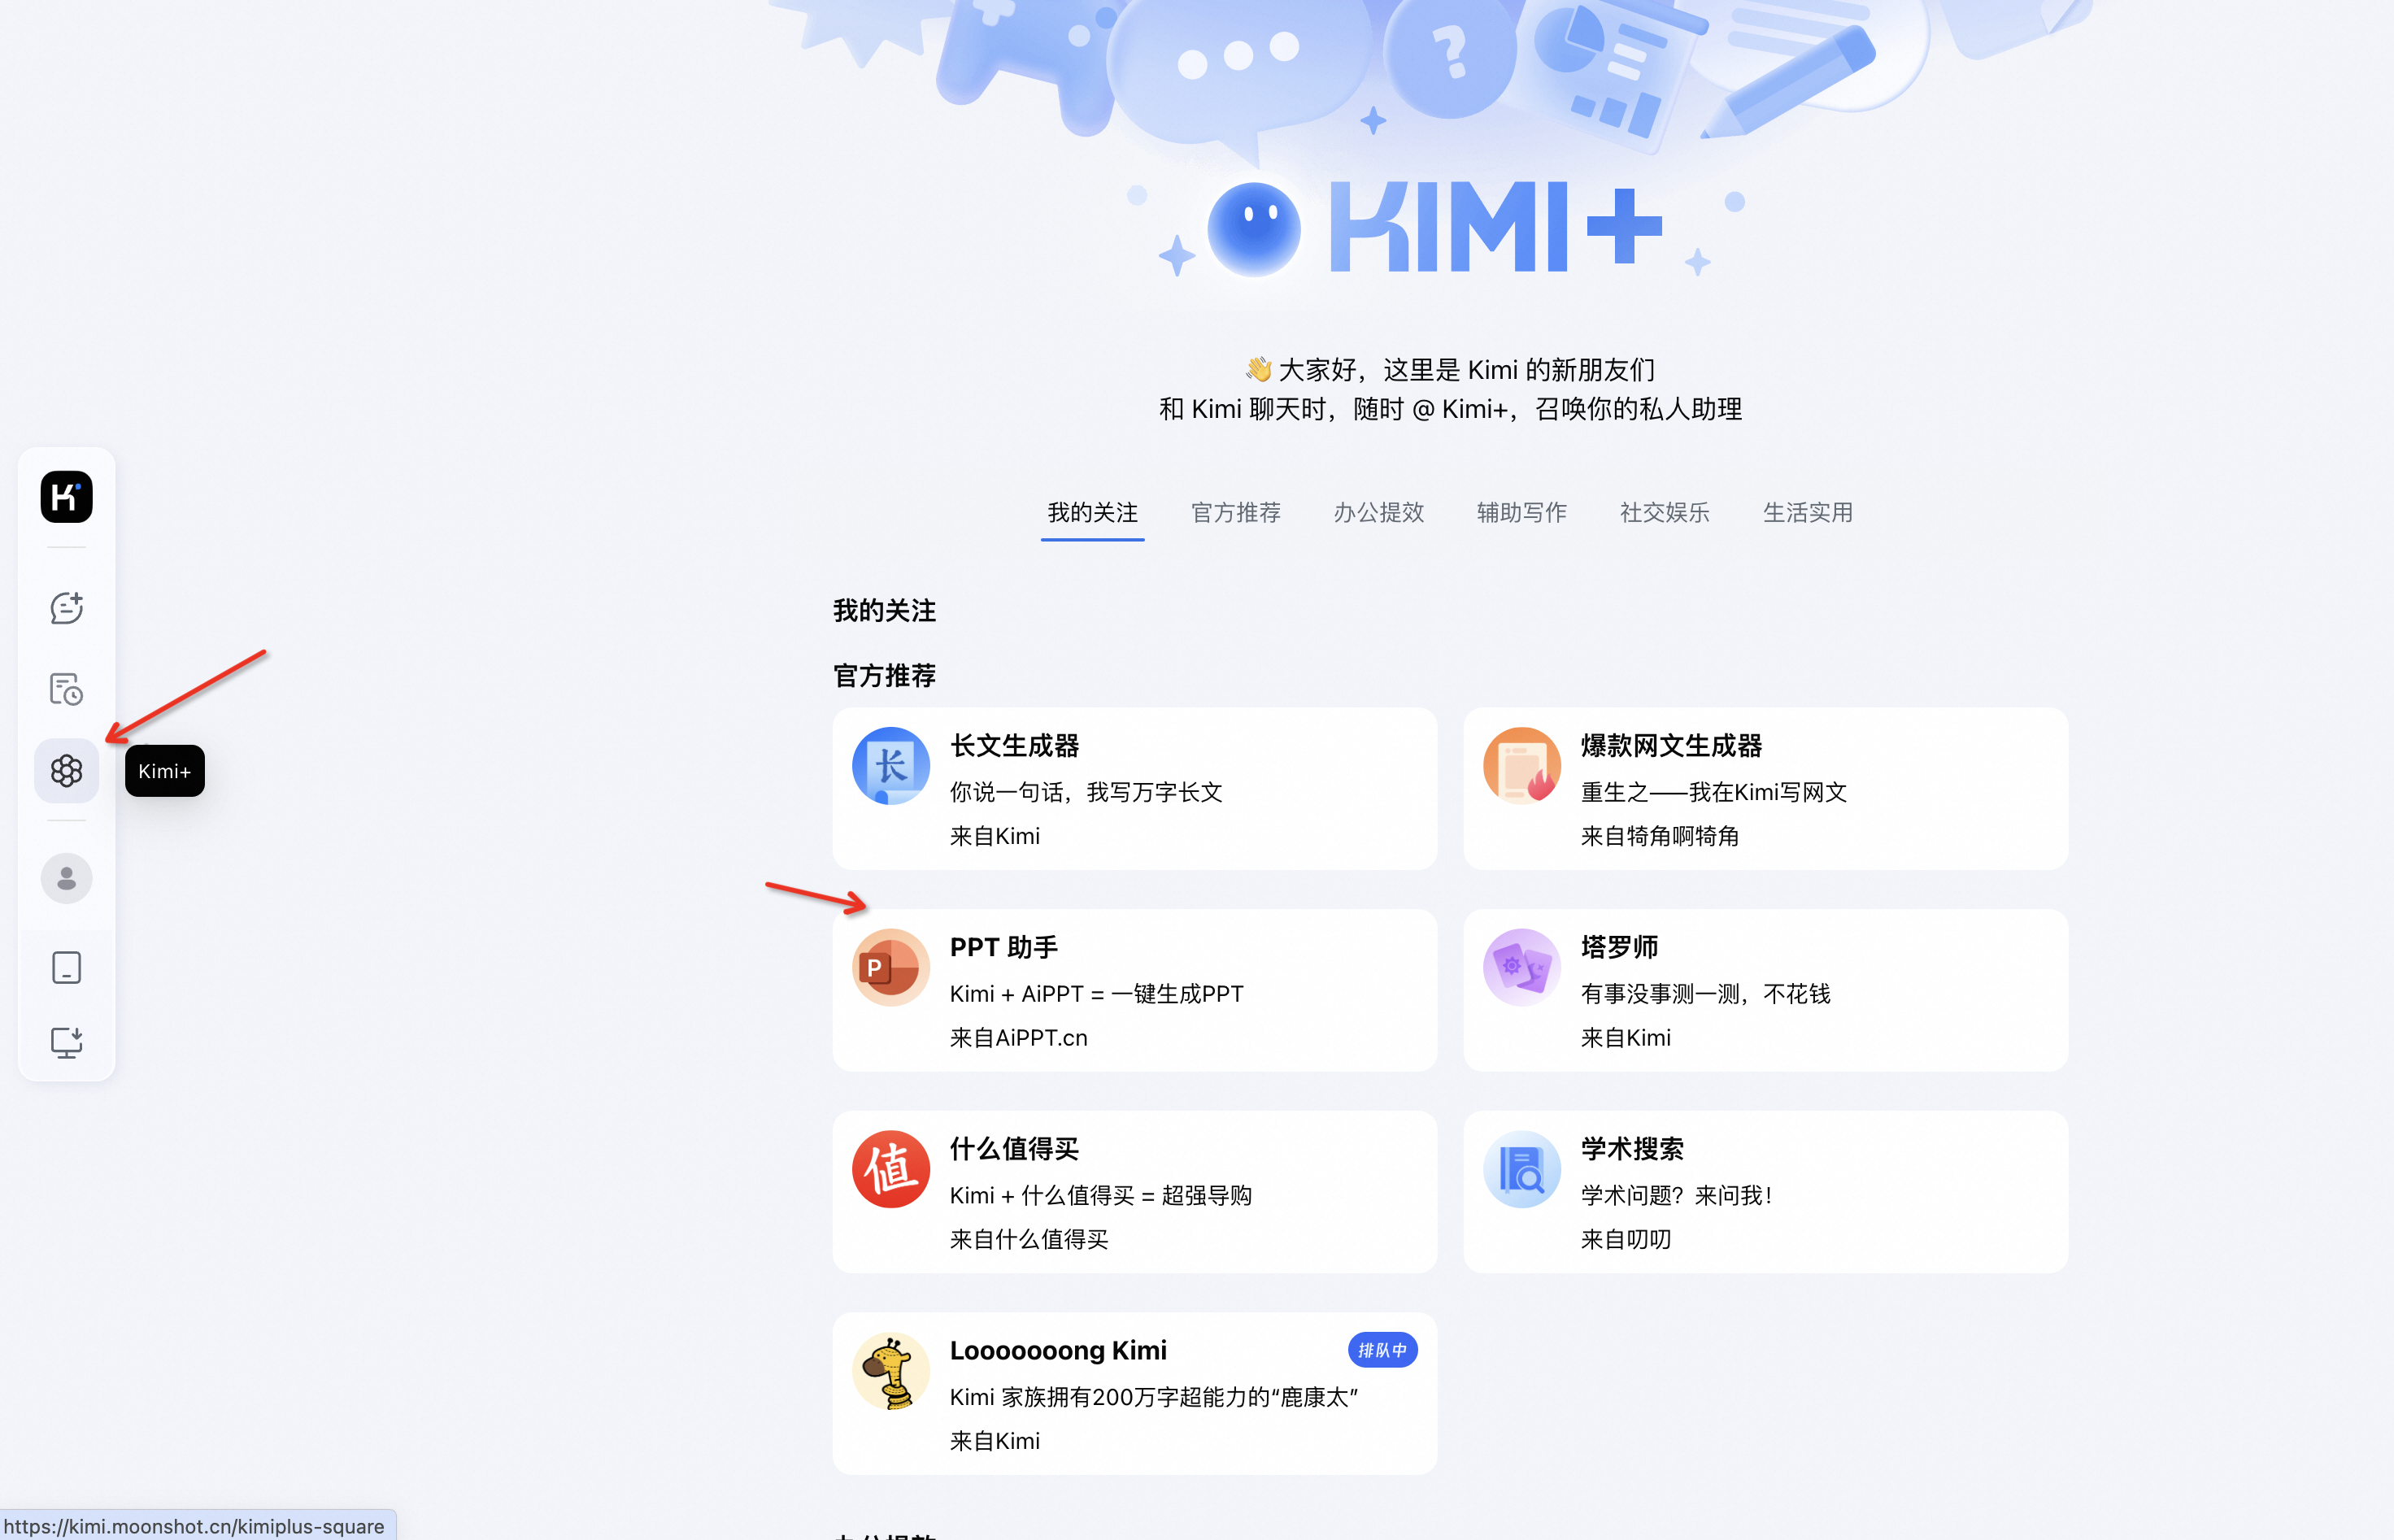 KIMI+
👋 大家好，这里是 Kimi 的新朋友们
和 Kimi 聊天时，随时 @ Kimi+，召唤你的私人助理
我的关注 官方推荐 办公提效 辅助写作 社交娱乐 生活实用
我的关注
官方推荐
长文生成器
你说一句话，我写万字长文
来自Kimi
爆款网文生成器
重生之——我在Kimi写网文
来自犄角啊犄角
PPT 助手
Kimi + AiPPT = 一键生成PPT
来自AiPPT.cn
塔罗师
有事没事测一测，不花钱
来自Kimi
什么值得买
Kimi + 什么值得买 = 超强导购
来自什么值得买
学术搜索
学术问题？来问我！
来自叨叨
Looooooong Kimi
排队中
Kimi 家族拥有200万字超能力的“鹿康太”
来自Kimi
办公提效
K
Kimi+
长
P
值
?
https://kimi.moonshot.cn/kimiplus-square